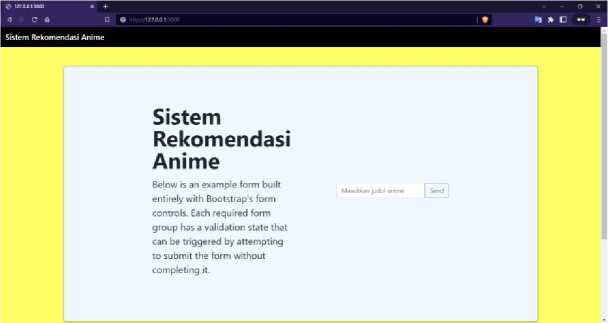 127.0.0.1:5000
http://127.0.0.1:5000
Sistem Rekomendasi Anime
Sistem
Rekomendasi
Anime
Below is an example form built
entirely with Bootstrap's form
controls. Each required form
group has a validation state that
can be triggered by attempting
to submit the form without
completing it.
Masukkan judul anime
Send